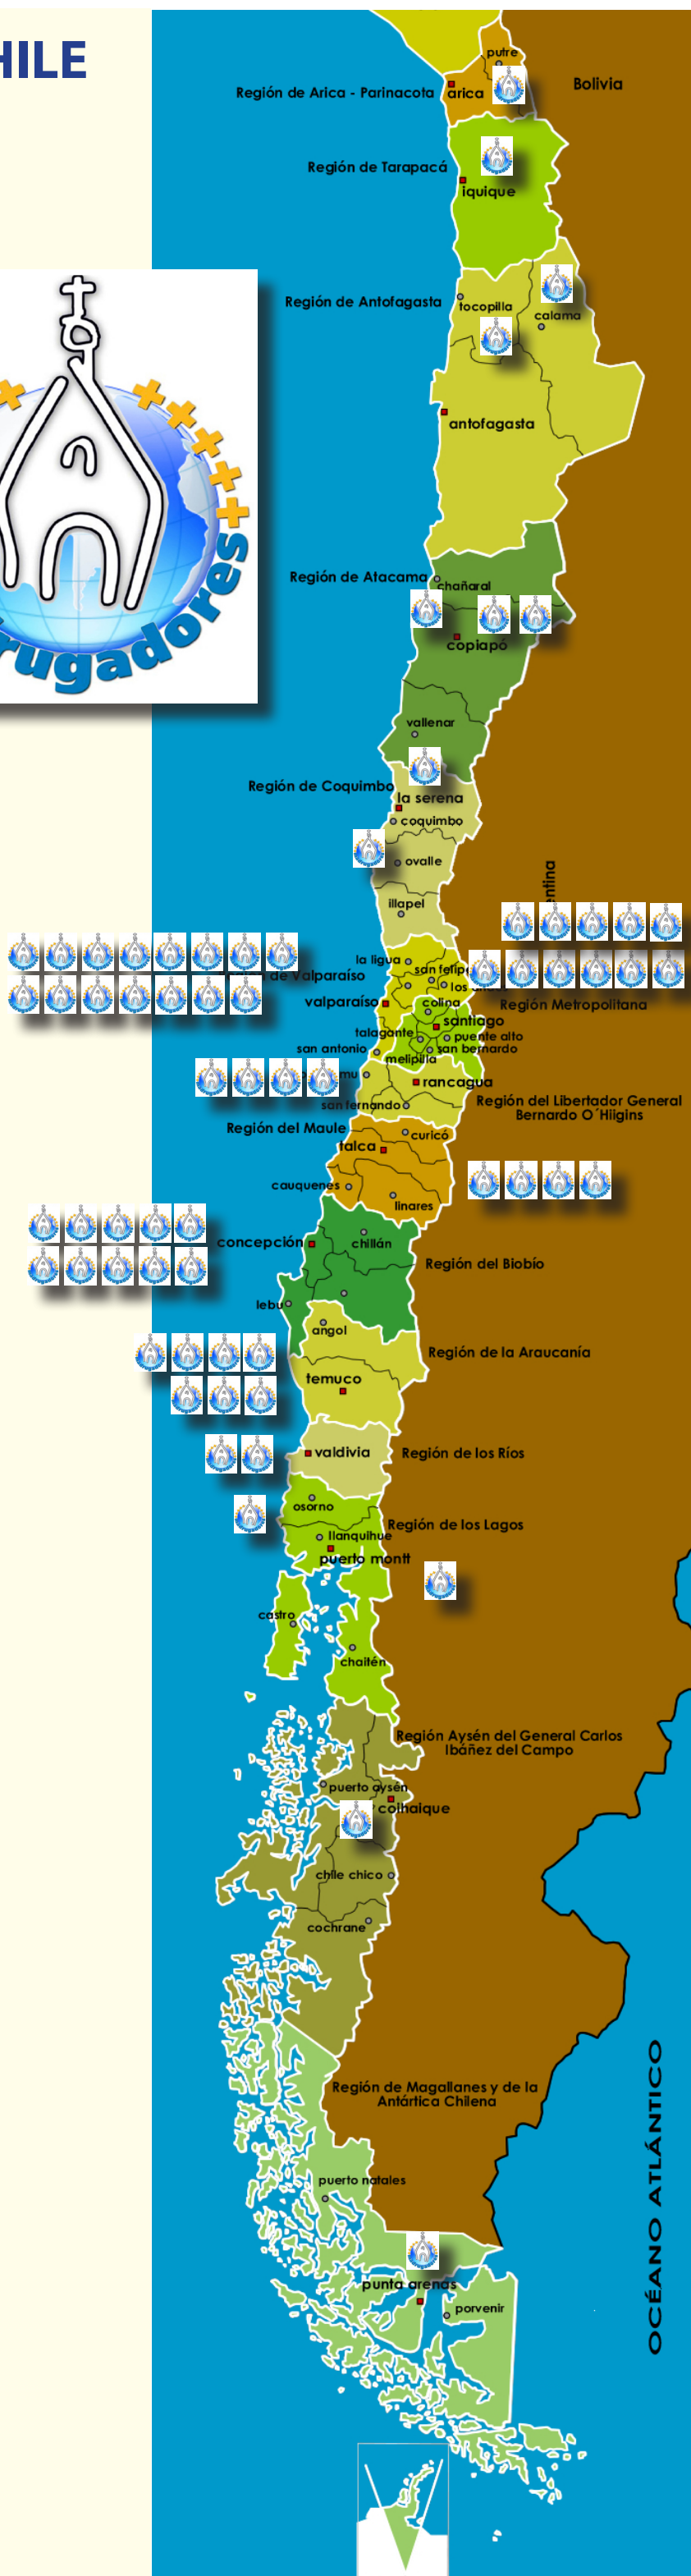 HILE
putre
Bolivia
Región de Arica - Parinacota
arica
Región de Tarapacá
iquique
Región de Antofagasta
tocopilla
calama
antofagasta
rugadores
Región de Atacama
chañaral
copiapó
vallenar
Región de Coquimbo
la serena
coquimbo
ovalle
entina
illapel
la ligua
san felipe
de Valparaíso
los
valparaíso
colina
Región Metropolitana
santiago
talagante
puente alto
san antonio
san bernardo
melipilla
mu
rancagua
san fernando
Región del Libertador General
Bernardo O´Hiigins
Región del Maule
curicó
talca
cauquenes
linares
concepción
chillán
Región del Biobío
lebu
angol
Región de la Araucanía
temuco
valdivia
Región de los Ríos
osorno
Región de los Lagos
llanquihue
puerto montt
castro
chaitén
Región Aysén del General Carlos
Ibáñez del Campo
puerto aysén
coihaique
chile chico
cochrane
OCÉANO ATLÁNTICO
Región de Magallanes y de la
Antártica Chilena
puerto natales
punta arenas
porvenir